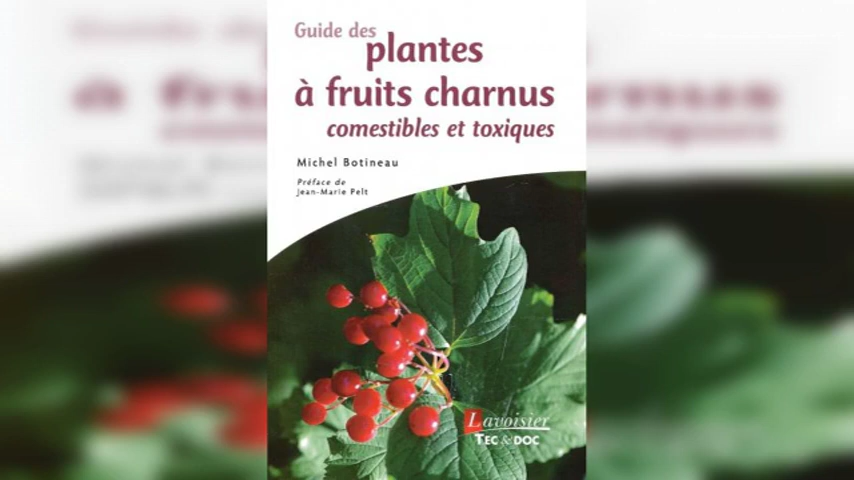 Guide des
plantes
à fruits charnus
comestibles et toxiques
Michel Botineau
Préface de
Jean-Marie Pelt
Lavoisier
TEC & DOC